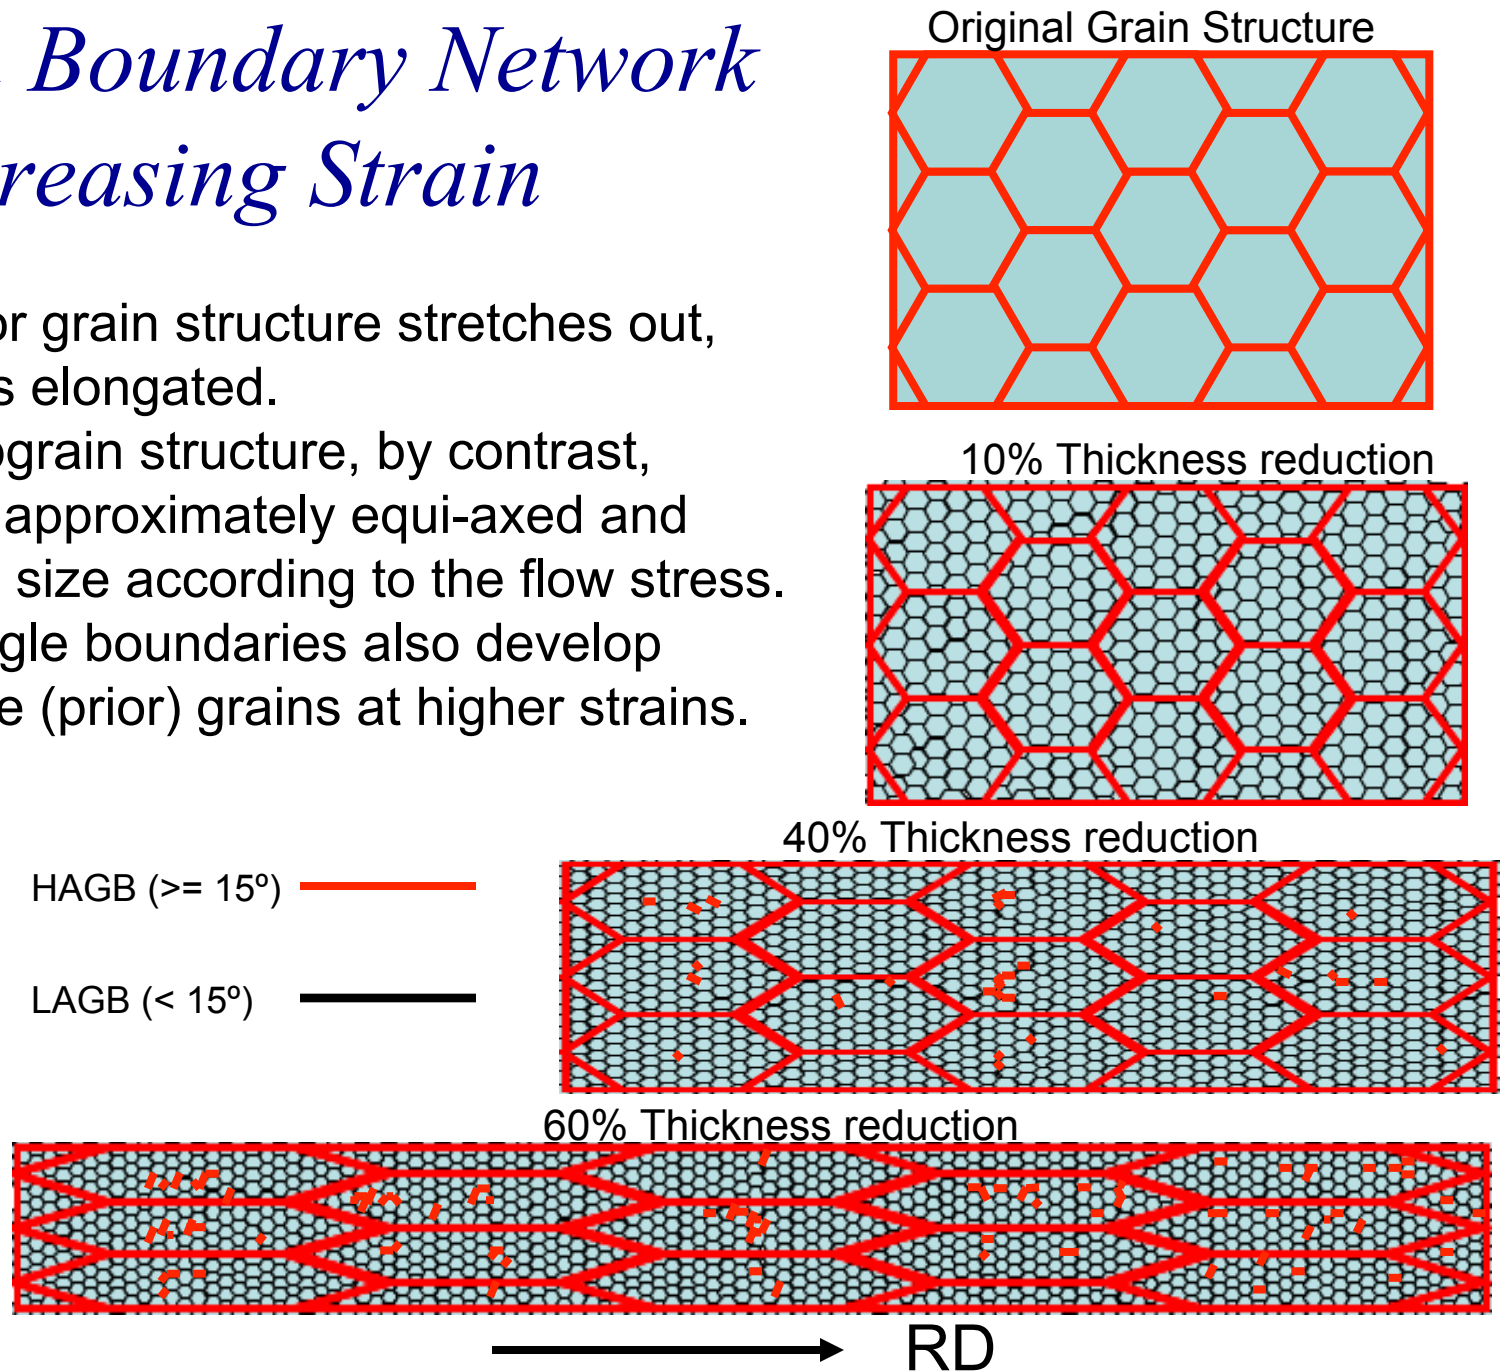 Boundary Network
reasing Strain
Original Grain Structure
or grain structure stretches out,
s elongated.
grain structure, by contrast,
approximately equi-axed and
size according to the flow stress.
gle boundaries also develop
e (prior) grains at higher strains.
10% Thickness reduction
40% Thickness reduction
HAGB (>= 15º)
LAGB (< 15º)
60% Thickness reduction
RD